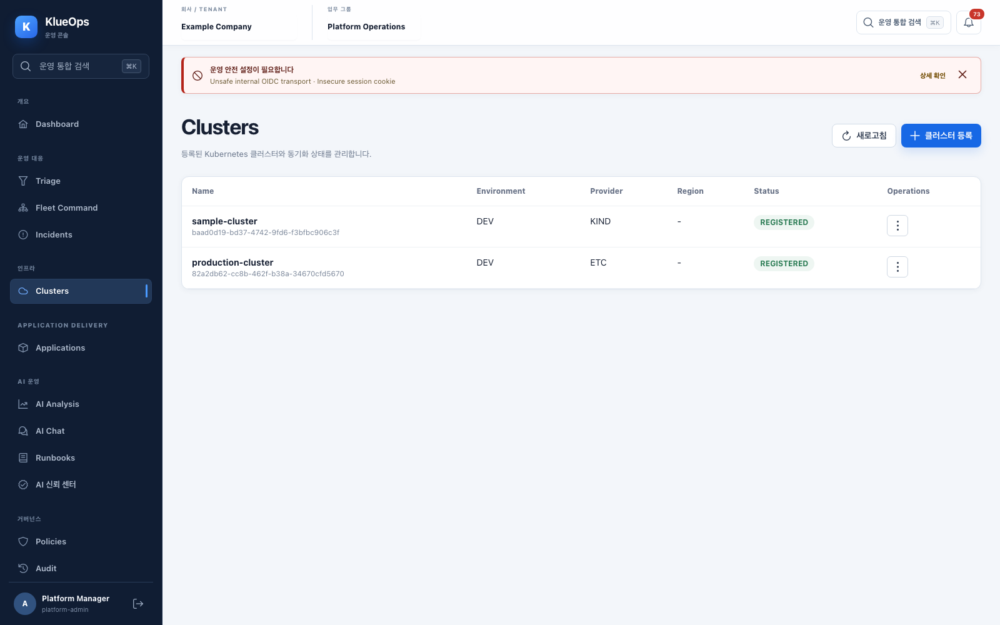 K
KlueOps
운영 콘솔
운영 통합 검색 ⌘K
개요
Dashboard
운영 대응
Triage
Fleet Command
Incidents
인프라
Clusters
APPLICATION DELIVERY
Applications
AI 운영
AI Analysis
AI Chat
Runbooks
AI 신뢰 센터
거버넌스
Policies
Audit
A
Platform Manager
platform-admin
회사 / TENANT
Example Company
업무 그룹
Platform Operations
운영 통합 검색 ⌘K
73
운영 안전 설정이 필요합니다
Unsafe internal OIDC transport · Insecure session cookie
상세 확인
Clusters
등록된 Kubernetes 클러스터와 동기화 상태를 관리합니다.
새로고침
클러스터 등록
Name Environment Provider Region Status Operations
sample-cluster DEV KIND - REGISTERED
baad0d19-bd37-4742-9fd6-f3bfbc906c3f
production-cluster DEV ETC - REGISTERED
82a2db62-cc8b-462f-b38a-34670cfd5670